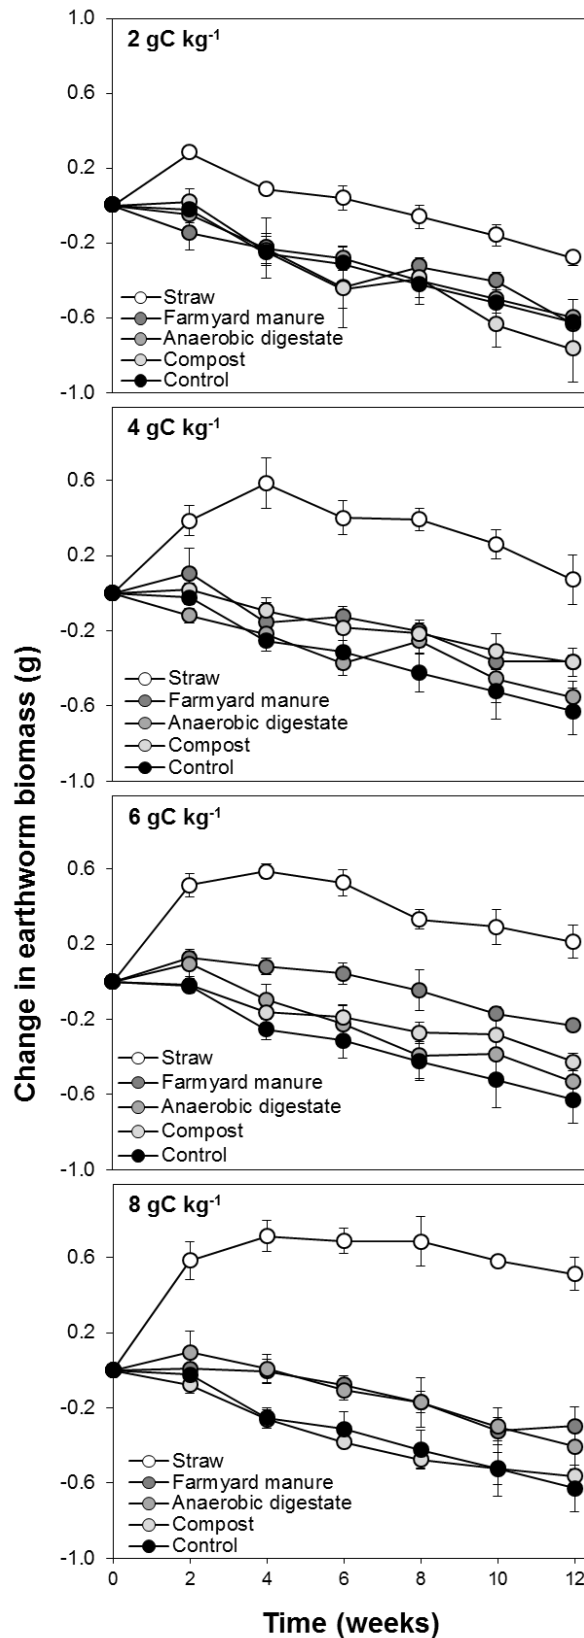 1.0
2 gC kg⁻¹
0.6
0.2
-0.2
-0.6
-1.0
Straw
Farmyard manure
Anaerobic digestate
Compost
Control
4 gC kg⁻¹
0.6
0.2
-0.2
-0.6
-1.0
Straw
Farmyard manure
Anaerobic digestate
Compost
Control
6 gC kg⁻¹
0.6
0.2
-0.2
-0.6
-1.0
Straw
Farmyard manure
Anaerobic digestate
Compost
Control
8 gC kg⁻¹
0.6
0.2
-0.2
-0.6
-1.0
Straw
Farmyard manure
Anaerobic digestate
Compost
Control
0 2 4 6 8 10 12
Time (weeks)
Change in earthworm biomass (g)